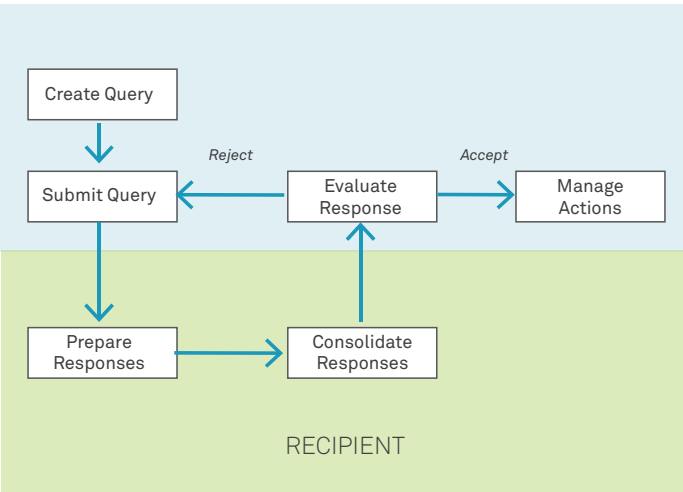 Create Query
Reject
Accept
Submit Query
Evaluate
Response
Manage
Actions
Prepare
Responses
Consolidate
Responses
RECIPIENT